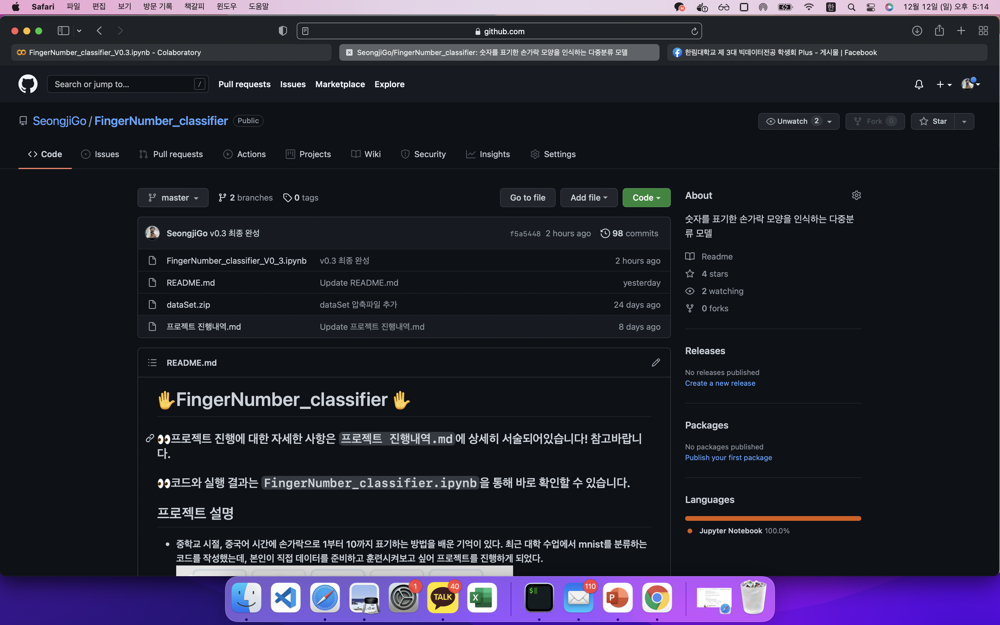 Safari 파일 편집 보기 방문 기록 책갈피 윈도우 도움말 한 12월 12일 (일) 오후 5:14
github.com
FingerNumber_classifier_V0.3.ipynb - Colaboratory
SeongjiGo/FingerNumber_classifier: 숫자를 표기한 손가락 모양을 인식하는 다중분류 모델
한림대학교 제 3대 빅데이터전공 학생회 Plus - 게시물 | Facebook
Search or jump to... /
Pull requests Issues Marketplace Explore
SeongjiGo / FingerNumber_classifier Public
Unwatch 2 Fork 0 Star
Code Issues Pull requests Actions Projects Wiki Security Insights Settings
master 2 branches 0 tags Go to file Add file Code
SeongjiGo v0.3 최종 완성 f5a5448 2 hours ago 98 commits
FingerNumber_classifier_V0_3.ipynb v0.3 최종 완성 2 hours ago
README.md Update README.md yesterday
dataSet.zip dataSet 압축파일 추가 24 days ago
프로젝트 진행내역.md Update 프로젝트 진행내역.md 8 days ago
README.md
✋FingerNumber_classifier ✋
👀프로젝트 진행에 대한 자세한 사항은 프로젝트 진행내역.md에 상세히 서술되어있습니다! 참고바랍니
다.
👀코드와 실행 결과는 FingerNumber_classifier.ipynb을 통해 바로 확인할 수 있습니다.
프로젝트 설명
• 중학교 시절, 중국어 시간에 손가락으로 1부터 10까지 표기하는 방법을 배운 기억이 있다. 최근 대학 수업에서 mnist를 분류하는
코드를 작성했는데, 본인이 직접 데이터를 준비하고 훈련시켜보고 싶어 프로젝트를 진행하게 되었다.
About
숫자를 표기한 손가락 모양을 인식하는 다중분
류 모델
Readme
4 stars
2 watching
0 forks
Releases
No releases published
Create a new release
Packages
No packages published
Publish your first package
Languages
Jupyter Notebook 100.0%
1 TALK 40 X $ 110 P